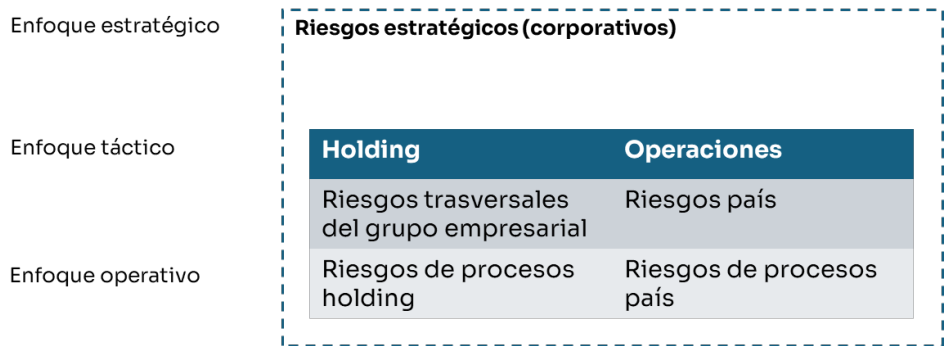 Enfoque estratégico
Riesgos estratégicos (corporativos)
Enfoque táctico
Holding
Operaciones
Riesgos trasversales
del grupo empresarial
Riesgos país
Enfoque operativo
Riesgos de procesos
holding
Riesgos de procesos
país